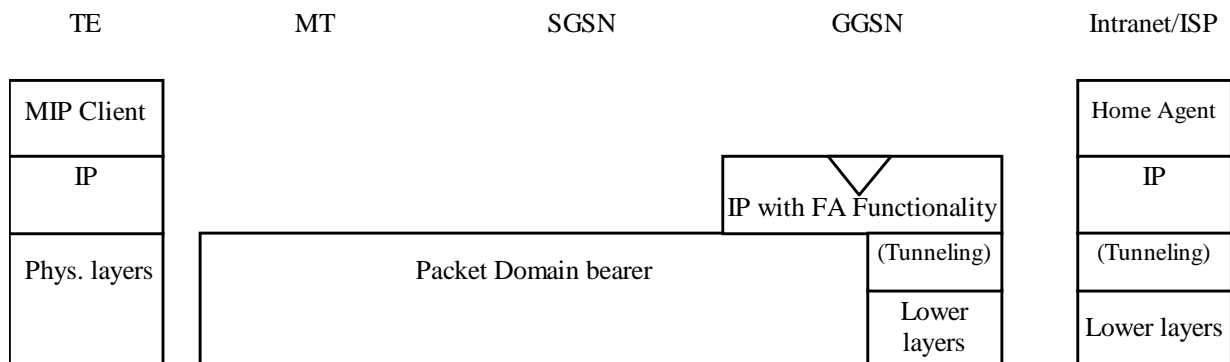 TE MT SGSN GGSN Intranet/ISP
MIP Client Home Agent
IP IP
IP with FA Functionality
Phys. layers Packet Domain bearer (Tunneling) (Tunneling)
Lower
layers
Lower layers